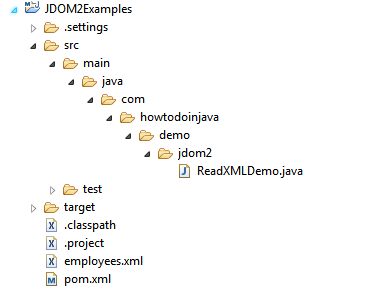 JDOM2Examples
.settings
src
main
java
com
howtodoinjava
demo
jdom2
ReadXMLDemo.java
test
target
.classpath
.project
employees.xml
pom.xml